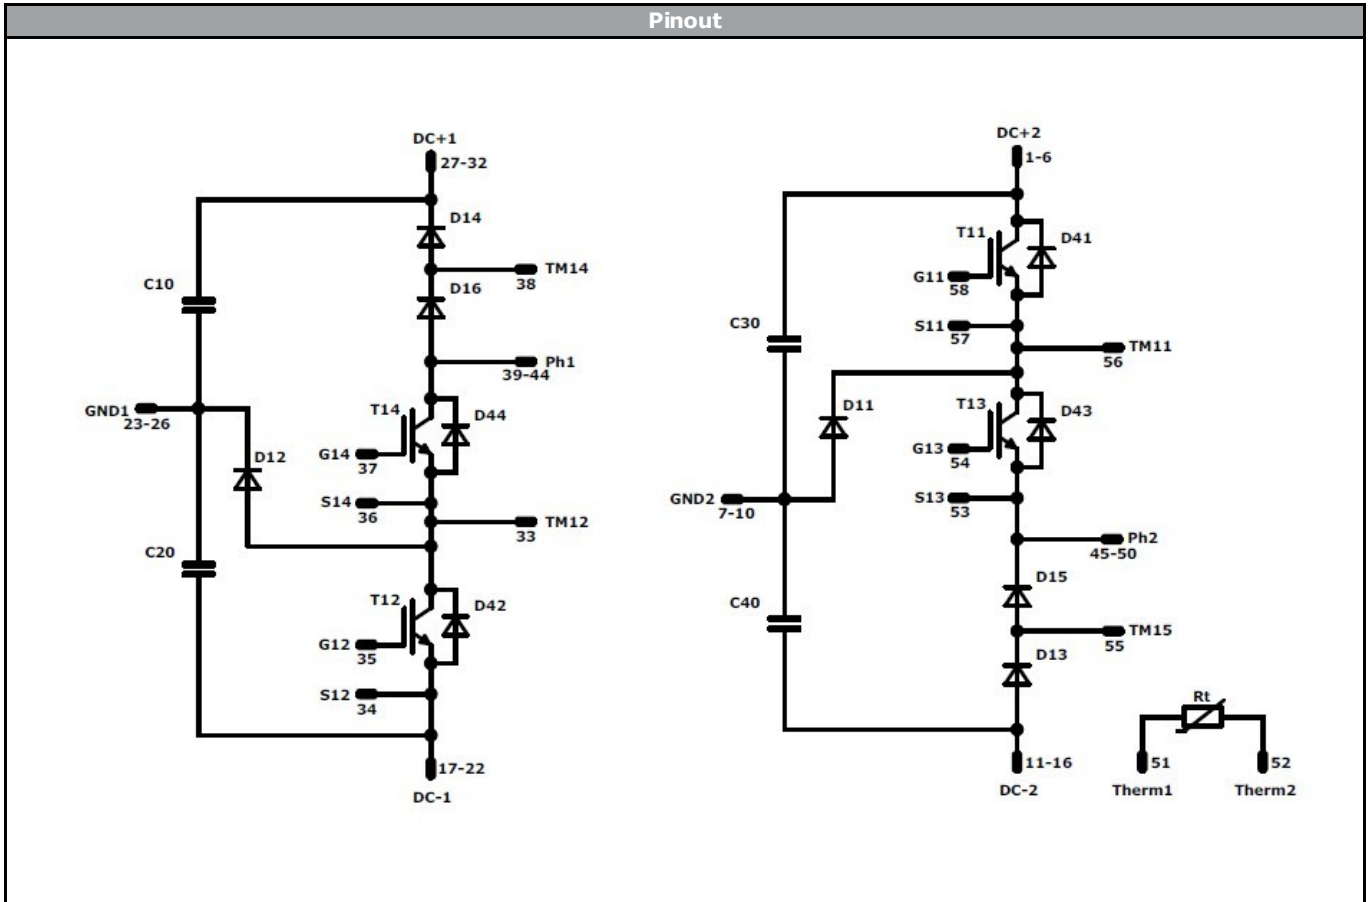 Pinout
DC+1
27-32
D14
TM14
38
D16
C10
Ph1
39-44
GND1
23-26
T14
D44
D12
G14
37
S14
36
TM12
33
C20
T12
D42
G12
35
S12
34
17-22
DC-1
DC+2
1-6
T11
D41
G11
58
C30
S11
57
TM11
56
D11
T13
D43
G13
54
GND2
7-10
S13
53
Ph2
45-50
D15
C40
TM15
55
D13
11-16
DC-2
Rt
51
52
Therm1
Therm2